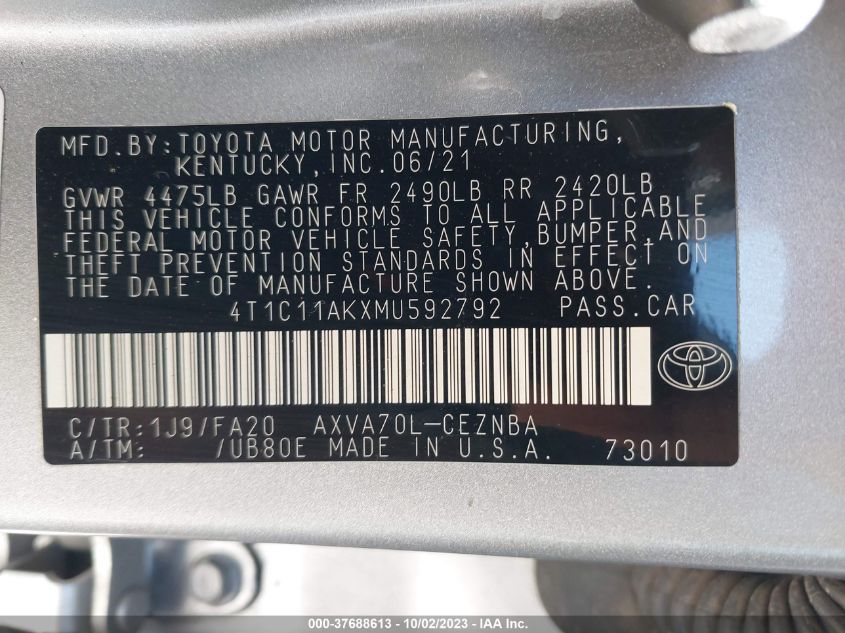 MFD.BY:TOYOTA MOTOR MANUFACTURING,
KENTUCKY,INC.06/21
GVWR 4475LB GAWR FR 2490LB RR 2420LB
THIS VEHICLE CONFORMS TO ALL APPLICABLE
FEDERAL MOTOR VEHICLE SAFETY,BUMPER,AND
THEFT PREVENTION STANDARDS IN EFFECT ON
THE DATE OF MANUFACTURE SHOWN ABOVE.
4T1C11AKXMU592792 PASS.CAR
C/TR:1J9/FA20 AXVA70L-CEZNBA
A/TM: /UB80E MADE IN U.S.A. 73010
000-37688613 - 10/02/2023 - IAA Inc.